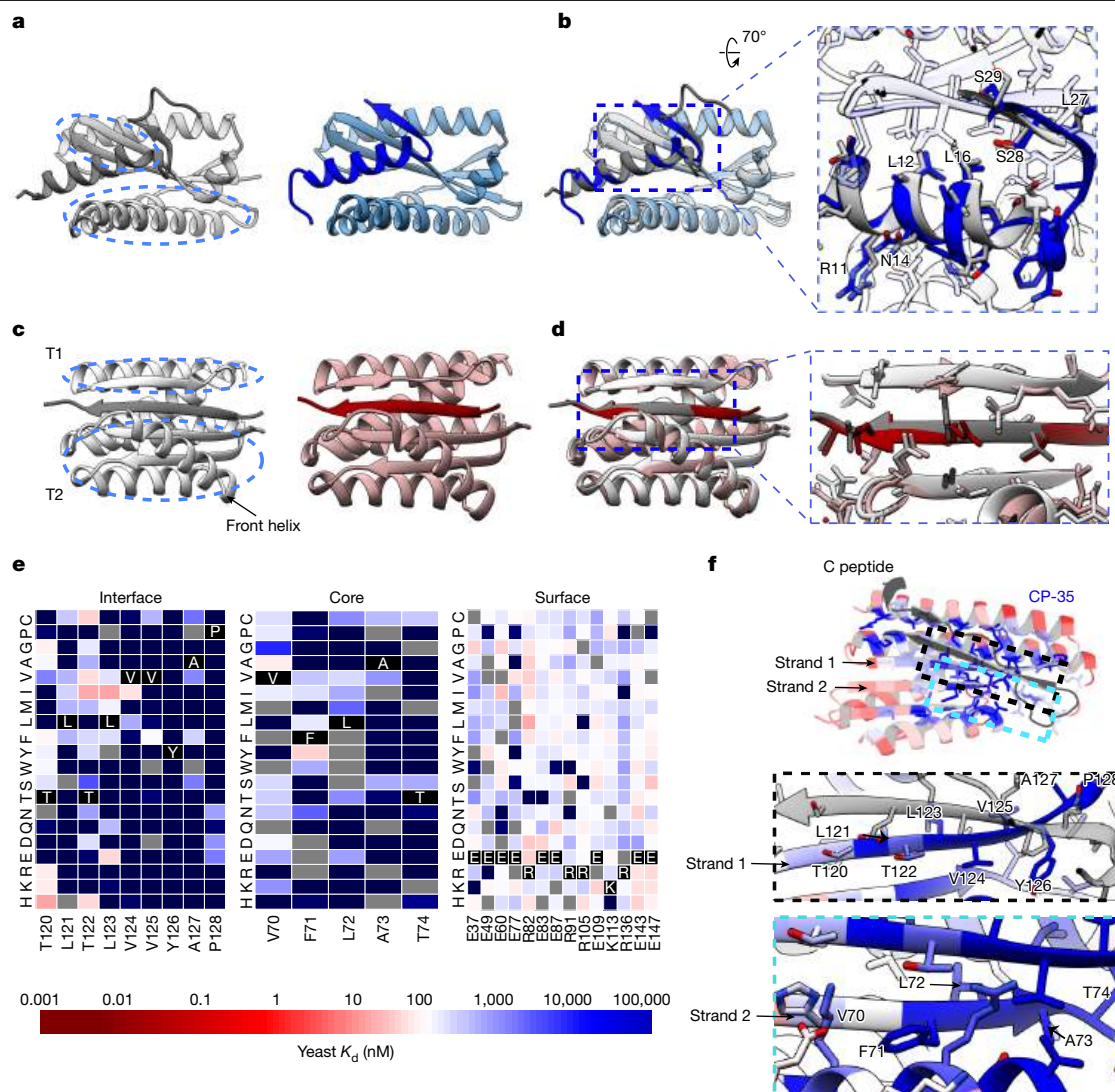 a
b
70°
S29
L27
L12
L16
S28
R11
N14
c
T1
T2
Front helix
d
e
Interface
Core
Surface
H K R E D Q N T S W Y F L M I V A G P C
H K R E D Q N T S W Y F L M I V A G P C
H K R E D Q N T S W Y F L M I V A G P C
P
A
V V
L L
Y
T T
A
V
L
F
T
E E E E E E E E E
R R R R
K
T120 L121 T122 L123 V124 V125 Y126 A127 P128
V70 F71 L72 A73 T74
E37 E49 E60 E77 R82 E83 E87 R91 R105 E109 K113 R136 E143 E147
0.001 0.01 0.1 1 10 100 1,000 10,000 100,000
Yeast Kd (nM)
f
C peptide
CP-35
Strand 1
Strand 2
A127
P128
V125
L123
L121
Strand 1
T120
T122
V124
Y126
L72
T74
V70
Strand 2
F71
A73